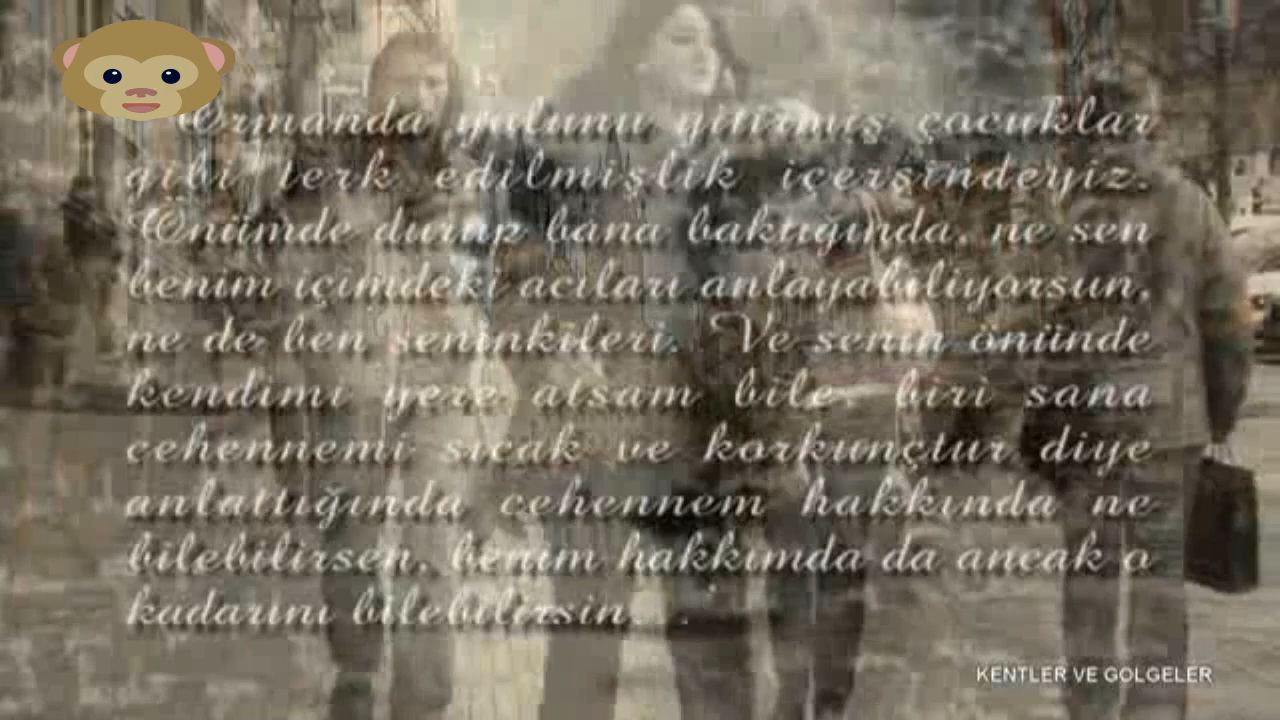 Ormanda yolunu yitirmiş çocuklar
gibi terk edilmişlik içersindeyiz.
Önümde durup bana baktığında, ne sen
benim içimdeki acıları anlayabiliyorsun,
ne de ben seninkileri. Ve senin önünde
kendimi yere atsam bile, biri sana
cehennemi sıcak ve korkunçtur diye
anlattığında cehennem hakkında ne
bilebilirsen, benim hakkımda da ancak o
kadarını bilebilirsin. . .
KENTLER VE GOLGELER